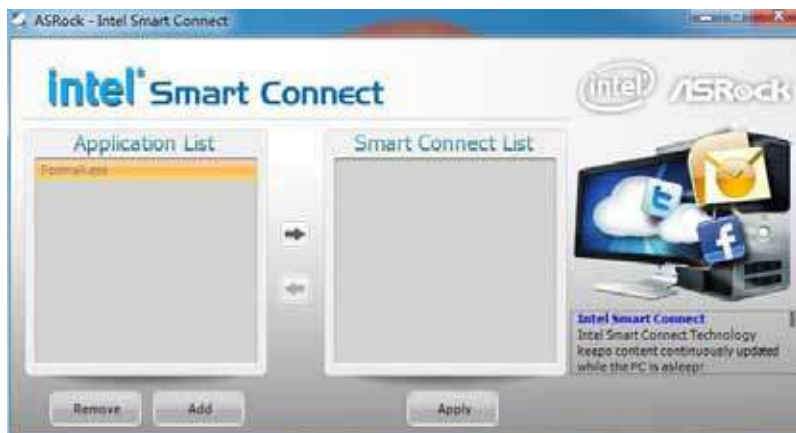 ASRock - Intel Smart Connect
intel Smart Connect
intel ASRock
Application List
Smart Connect List
Intel Smart Connect
Intel Smart Connect Technology
keeps content continuously updated
while the PC is asleep!
Remove Add Apply